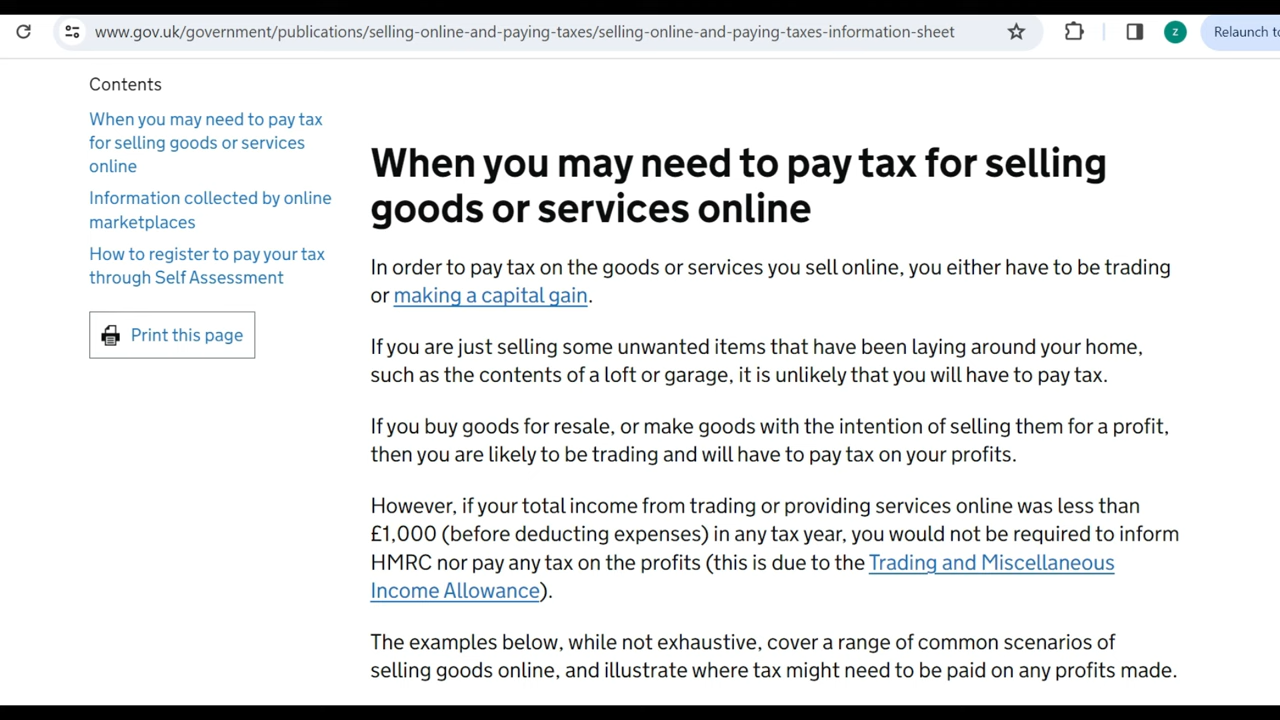 www.gov.uk/government/publications/selling-online-and-paying-taxes/selling-online-and-paying-taxes-information-sheet
z
Relaunch to
Contents
When you may need to pay tax
for selling goods or services
online
Information collected by online
marketplaces
How to register to pay your tax
through Self Assessment
Print this page
When you may need to pay tax for selling
goods or services online
In order to pay tax on the goods or services you sell online, you either have to be trading
or making a capital gain.
If you are just selling some unwanted items that have been laying around your home,
such as the contents of a loft or garage, it is unlikely that you will have to pay tax.
If you buy goods for resale, or make goods with the intention of selling them for a profit,
then you are likely to be trading and will have to pay tax on your profits.
However, if your total income from trading or providing services online was less than
£1,000 (before deducting expenses) in any tax year, you would not be required to inform
HMRC nor pay any tax on the profits (this is due to the Trading and Miscellaneous
Income Allowance).
The examples below, while not exhaustive, cover a range of common scenarios of
selling goods online, and illustrate where tax might need to be paid on any profits made.